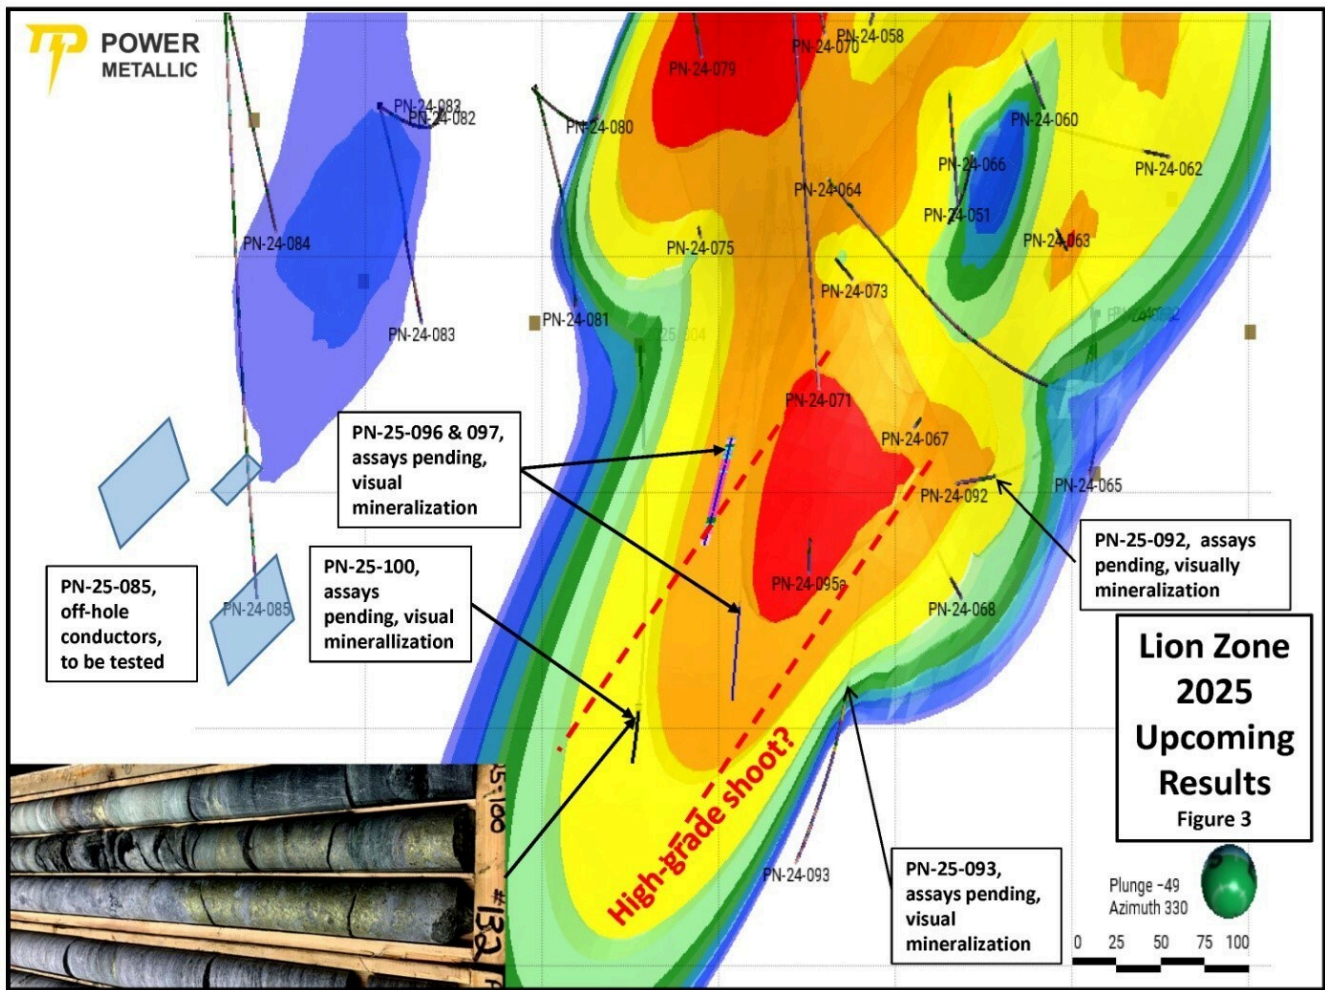 POWER
METALLIC
PN-24-058
PN-24-070
PN-24-079
PN-24-083
PN-24-082
PN-24-080
PN-24-060
PN-24-066
PN-24-062
PN-24-064
PN-24-051
PN-24-084
PN-24-075
PN-24-063
PN-24-073
PN-24-083
PN-24-081
PN-24-071
PN-25-096 & 097,
assays pending,
visual
mineralization
PN-24-067
PN-24-092
PN-24-065
PN-25-092, assays
pending, visually
mineralization
PN-25-085,
off-hole
conductors,
to be tested
PN-24-085
PN-25-100,
assays
pending, visual
minerallization
PN-24-095a
PN-24-068
Lion Zone
2025
Upcoming
Results
Figure 3
High-grade shoot?
PN-24-093
PN-25-093,
assays pending,
visual
mineralization
Plunge -49
Azimuth 330
0 25 50 75 100
25-100
#132